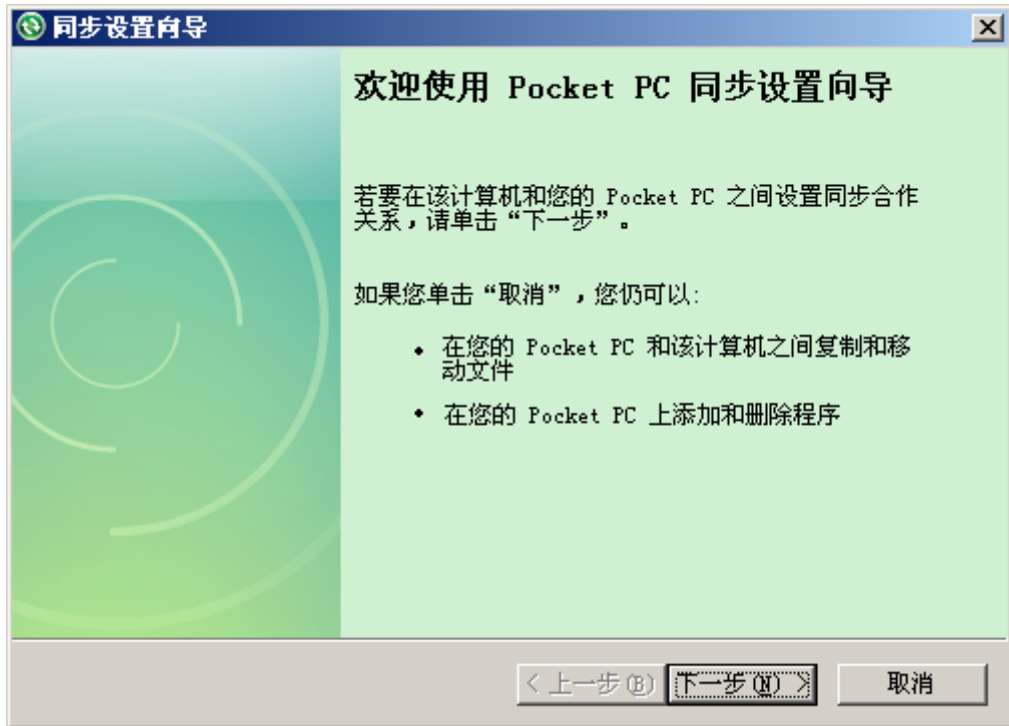 同步设置向导
欢迎使用 Pocket PC 同步设置向导
若要在该计算机和您的 Pocket PC 之间设置同步合作
关系，请单击“下一步”。
如果您单击“取消”，您仍可以:
• 在您的 Pocket PC 和该计算机之间复制和移
动文件
• 在您的 Pocket PC 上添加和删除程序
< 上一步(B) 下一步(N) > 取消